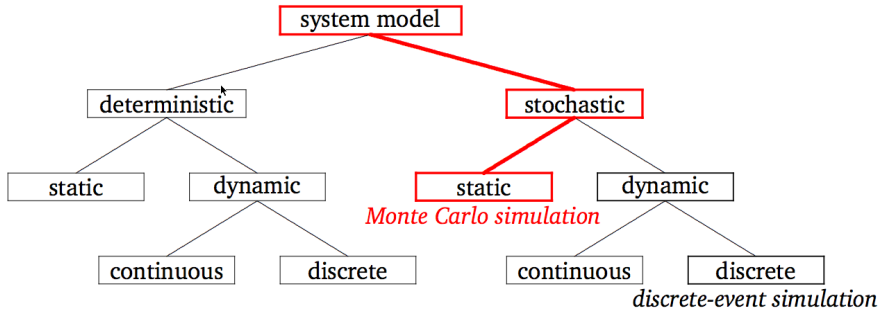 system model
deterministic
stochastic
static
dynamic
static
dynamic
Monte Carlo simulation
continuous
discrete
continuous
discrete
discrete-event simulation